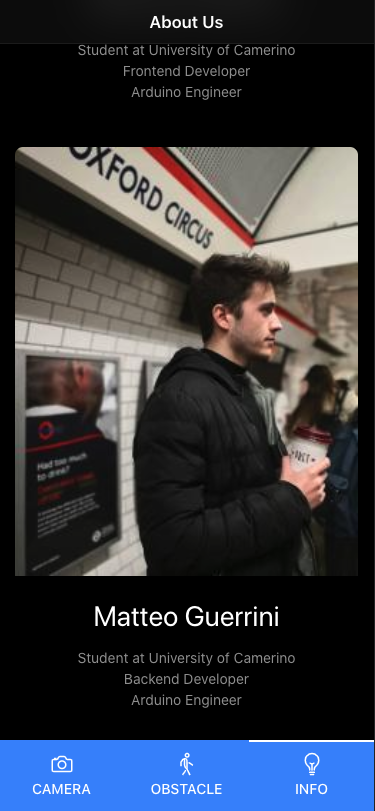 About Us
Student at University of Camerino
Frontend Developer
Arduino Engineer
OXFORD CIRCUS
Had too much
to drink?
Matteo Guerrini
Student at University of Camerino
Backend Developer
Arduino Engineer
CAMERA
OBSTACLE
INFO